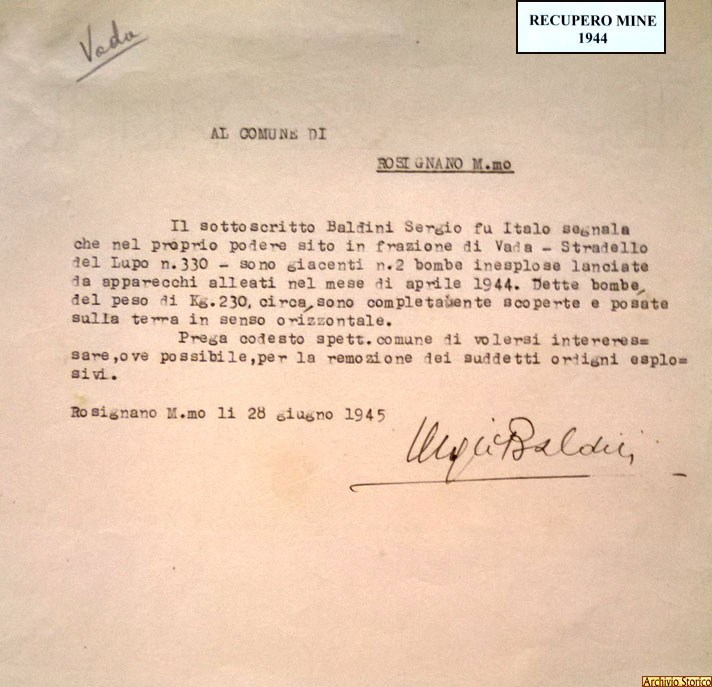 RECUPERO MINE
1944
Vada
AL COMUNE DI
ROSIGNANO M.mo
Il sottoscritto Baldini Sergio fu Italo segnala
che nel proprio podere sito in frazione di Vada - Stradello
del Lupo n.330 - sono giacenti n.2 bombe inesplose lanciate
da apparecchi alleati nel mese di aprile 1944. Dette bombe,
del peso di Kg.230, circa, sono completamente scoperte e posate
sulla terra in senso orizzontale.
Prega codesto spett.comune di volersi interes=
sare,ove possibile,per la remozione dei suddetti ordigni esplo=
sivi.
Rosignano M.mo li 28 giugno 1945
Baldini
Archivio Storico